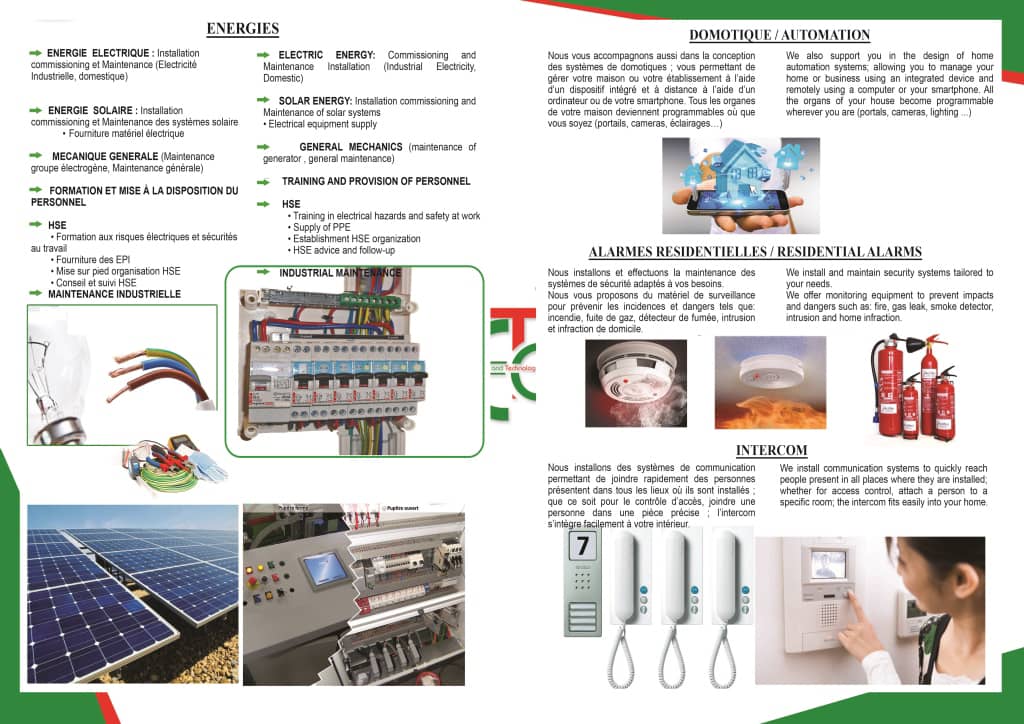 ENERGIES
ENERGIE ELECTRIQUE : Installation
commissioning et Maintenance (Electricité
Industrielle, domestique)
ENERGIE SOLAIRE : Installation
commissioning et Maintenance des systèmes solaire
• Fourniture matériel électrique
MECANIQUE GENERALE (Maintenance
groupe électrogène, Maintenance générale)
FORMATION ET MISE À LA DISPOSITION DU
PERSONNEL
HSE
• Formation aux risques électriques et sécurités
au travail
• Fourniture des EPI
• Mise sur pied organisation HSE
• Conseil et suivi HSE
MAINTENANCE INDUSTRIELLE
ELECTRIC ENERGY: Commissioning and
Maintenance Installation (Industrial Electricity,
Domestic)
SOLAR ENERGY: Installation commissioning and
Maintenance of solar systems
• Electrical equipment supply
GENERAL MECHANICS (maintenance of
generator , general maintenance)
TRAINING AND PROVISION OF PERSONNEL
HSE
• Training in electrical hazards and safety at work
• Supply of PPE
• Establishment HSE organization
• HSE advice and follow-up
INDUSTRIAL MAINTENANCE
Pupitre fermé
Pupitre ouvert
and Technolog
DOMOTIQUE / AUTOMATION
Nous vous accompagnons aussi dans la conception
des systèmes de domotiques ; vous permettant de
gérer votre maison ou votre établissement à l'aide
d'un dispositif intégré et à distance à l'aide d'un
ordinateur ou de votre smartphone. Tous les organes
de votre maison deviennent programmables où que
vous soyez (portails, cameras, éclairages…)
We also support you in the design of home
automation systems; allowing you to manage your
home or business using an integrated device and
remotely using a computer or your smartphone. All
the organs of your house become programmable
wherever you are (portals, cameras, lighting ...)
ALARMES RESIDENTIELLES / RESIDENTIAL ALARMS
Nous installons et effectuons la maintenance des
systèmes de sécurité adaptés à vos besoins.
Nous vous proposons du matériel de surveillance
pour prévenir les incidences et dangers tels que:
incendie, fuite de gaz, détecteur de fumée, intrusion
et infraction de domicile.
We install and maintain security systems tailored to
your needs.
We offer monitoring equipment to prevent impacts
and dangers such as: fire, gas leak, smoke detector,
intrusion and home infraction.
INTERCOM
Nous installons des systèmes de communication
permettant de joindre rapidement des personnes
présentent dans tous les lieux où ils sont installés ;
que ce soit pour le contrôle d'accès, joindre une
personne dans une pièce précise ; l'intercom
s'intègre facilement à votre intérieur.
We install communication systems to quickly reach
people present in all places where they are installed;
whether for access control, attach a person to a
specific room; the intercom fits easily into your home.
7